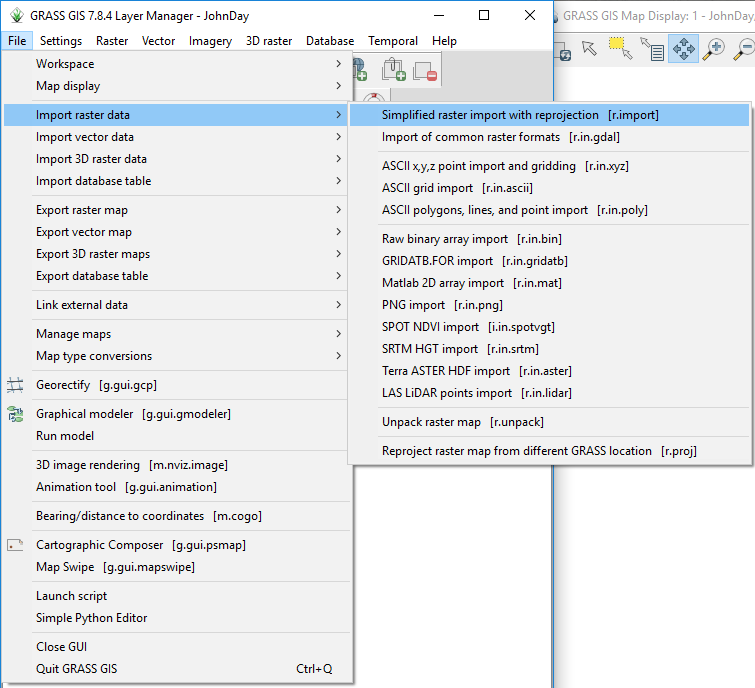 GRASS GIS 7.8.4 Layer Manager - JohnDay
GRASS GIS Map Display: 1 - JohnDay,
File Settings Raster Vector Imagery 3D raster Database Temporal Help
Workspace
Map display
Import raster data
Import vector data
Import 3D raster data
Import database table
Export raster map
Export vector map
Export 3D raster maps
Export database table
Link external data
Manage maps
Map type conversions
Georectify [g.gui.gcp]
Graphical modeler [g.gui.gmodeler]
Run model
3D image rendering [m.nviz.image]
Animation tool [g.gui.animation]
Bearing/distance to coordinates [m.cogo]
Cartographic Composer [g.gui.psmap]
Map Swipe [g.gui.mapswipe]
Launch script
Simple Python Editor
Close GUI
Quit GRASS GIS Ctrl+Q
Simplified raster import with reprojection [r.import]
Import of common raster formats [r.in.gdal]
ASCII x,y,z point import and gridding [r.in.xyz]
ASCII grid import [r.in.ascii]
ASCII polygons, lines, and point import [r.in.poly]
Raw binary array import [r.in.bin]
GRIDATB.FOR import [r.in.gridatb]
Matlab 2D array import [r.in.mat]
PNG import [r.in.png]
SPOT NDVI import [i.in.spotvgt]
SRTM HGT import [r.in.srtm]
Terra ASTER HDF import [r.in.aster]
LAS LiDAR points import [r.in.lidar]
Unpack raster map [r.unpack]
Reproject raster map from different GRASS location [r.proj]